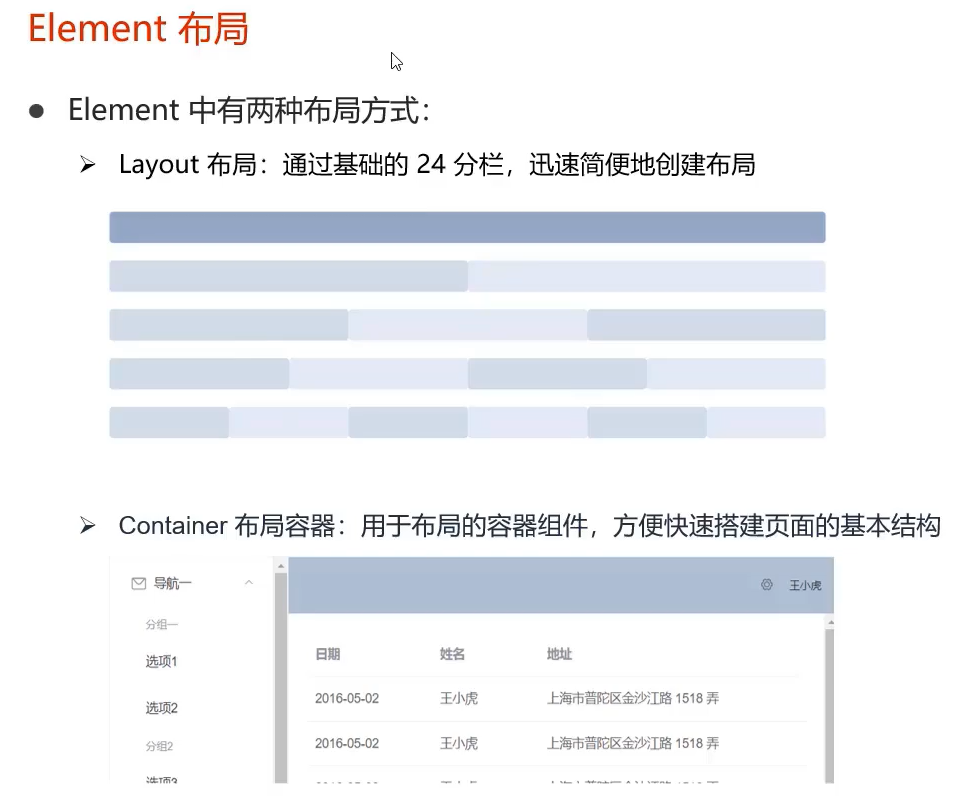 Element 布局
Element 中有两种布局方式：
Layout 布局：通过基础的 24 分栏，迅速简便地创建布局
Container 布局容器：用于布局的容器组件，方便快速搭建页面的基本结构
导航一
王小虎
分组一
选项1
日期 姓名 地址
选项2
2016-05-02 王小虎 上海市普陀区金沙江路 1518 弄
分组2
2016-05-02 王小虎 上海市普陀区金沙江路 1518 弄
选项3